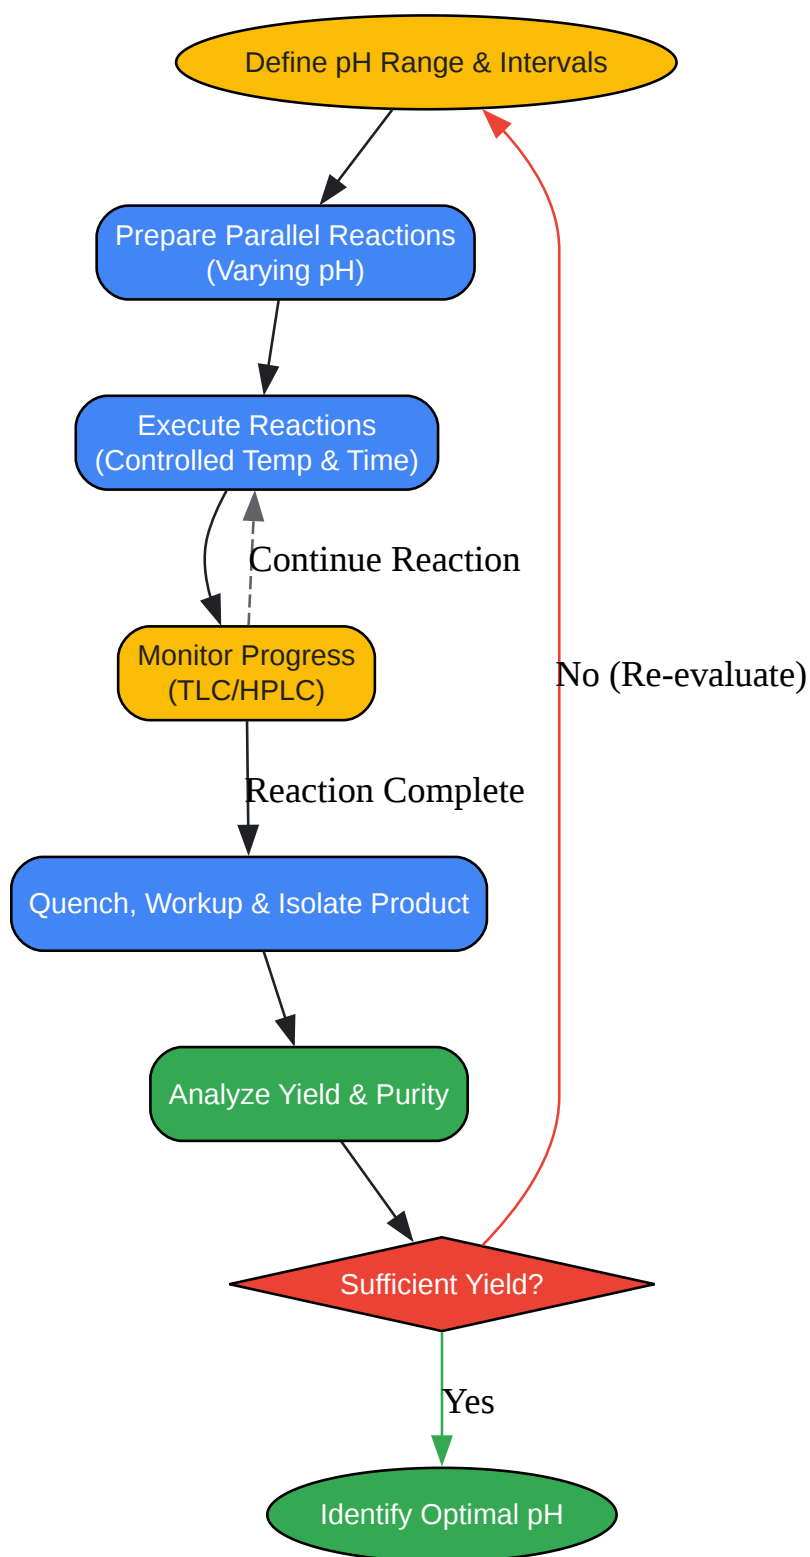 Define pH Range & Intervals
Prepare Parallel Reactions
(Varying pH)
Execute Reactions
(Controlled Temp & Time)
Continue Reaction
Monitor Progress
(TLC/HPLC)
No (Re-evaluate)
Reaction Complete
Quench, Workup & Isolate Product
Analyze Yield & Purity
Sufficient Yield?
Yes
Identify Optimal pH